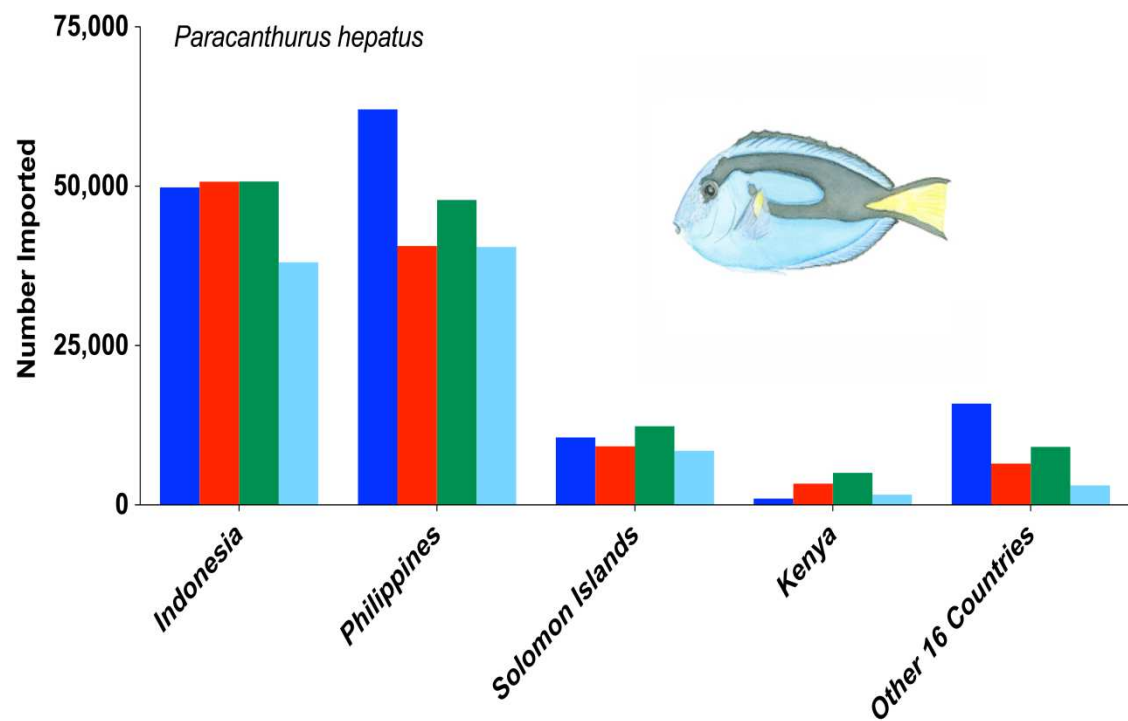 75,000
Paracanthurus hepatus
50,000
25,000
0
Number Imported
Indonesia
Philippines
Solomon Islands
Kenya
Other 16 Countries